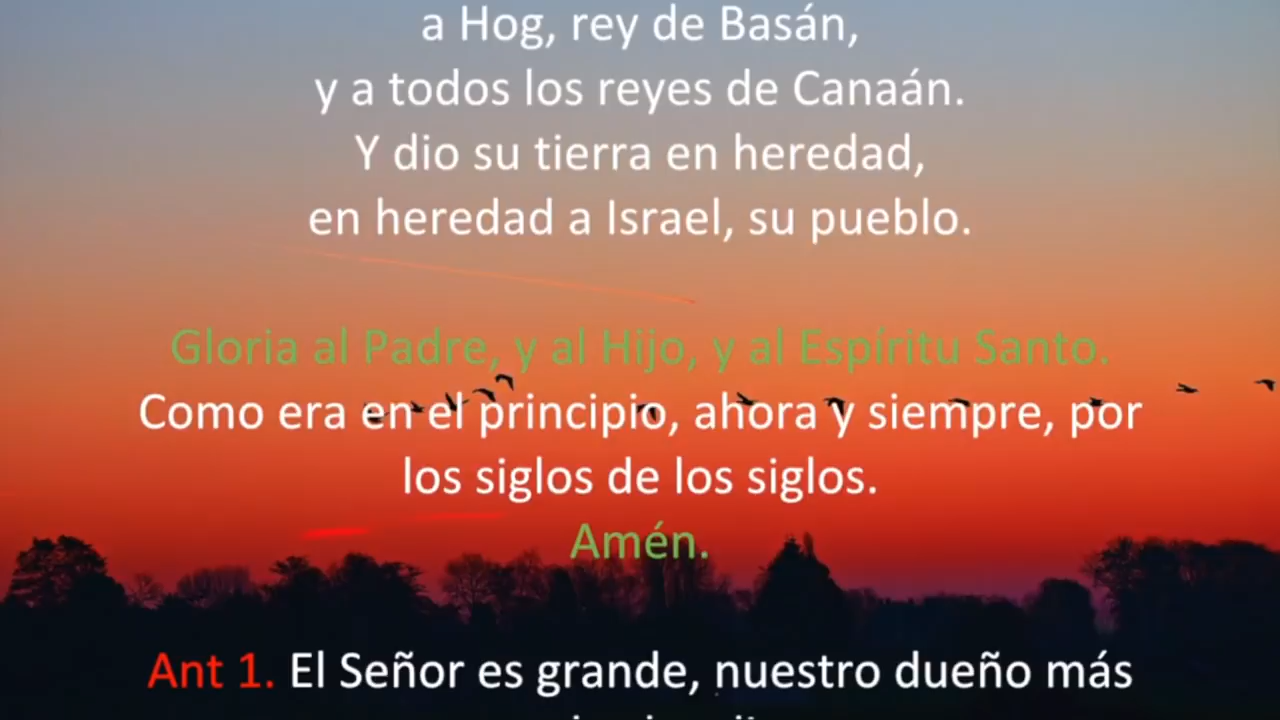 a Hog, rey de Basán,
y a todos los reyes de Canaán.
Y dio su tierra en heredad,
en heredad a Israel, su pueblo.
Gloria al Padre, y al Hijo, y al Espíritu Santo.
Como era en el principio, ahora y siempre, por
los siglos de los siglos.
Amén.
Ant 1. El Señor es grande, nuestro dueño más